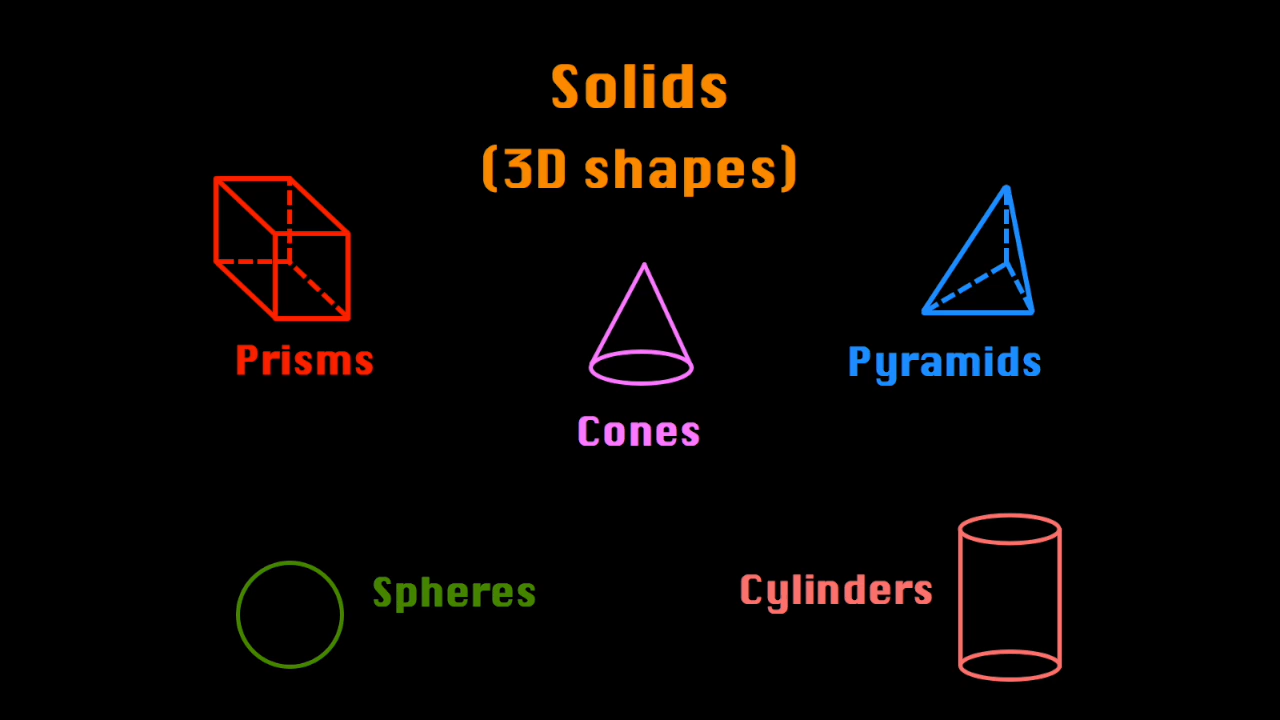 Solids
(3D shapes)
Prisms
Pyramids
Cones
Spheres
Cylinders